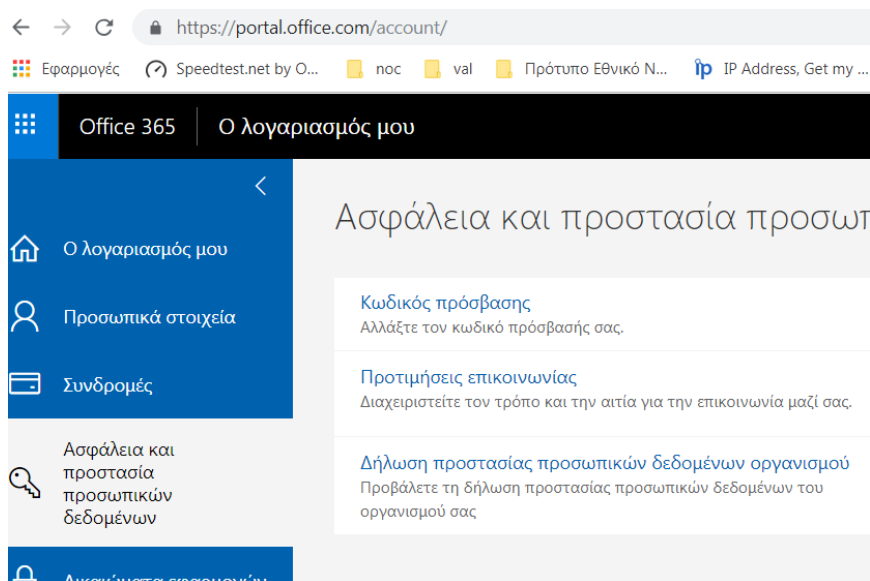 https://portal.office.com/account/
Εφαρμογές Speedtest.net by O... noc val Πρότυπο Εθνικό Ν... ip IP Address, Get my ...
Office 365 Ο λογαριασμός μου
Ασφάλεια και προστασία προσωπ
Ο λογαριασμός μου
Προσωπικά στοιχεία
Συνδρομές
Ασφάλεια και
προστασία
προσωπικών
δεδομένων
Δικαιώματα εφαρμογών
Κωδικός πρόσβασης
Αλλάξτε τον κωδικό πρόσβασής σας.
Προτιμήσεις επικοινωνίας
Διαχειριστείτε τον τρόπο και την αιτία για την επικοινωνία μαζί σας.
Δήλωση προστασίας προσωπικών δεδομένων οργανισμού
Προβάλετε τη δήλωση προστασίας προσωπικών δεδομένων του
οργανισμού σας